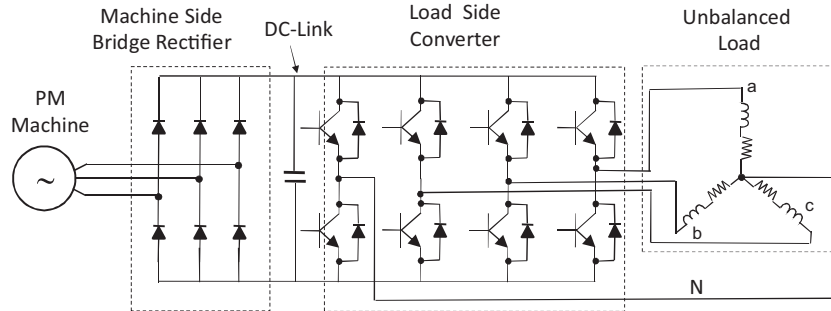 Machine Side
Bridge Rectifier
DC-Link
Load Side
Converter
Unbalanced
Load
PM
Machine
~
a
b
c
N